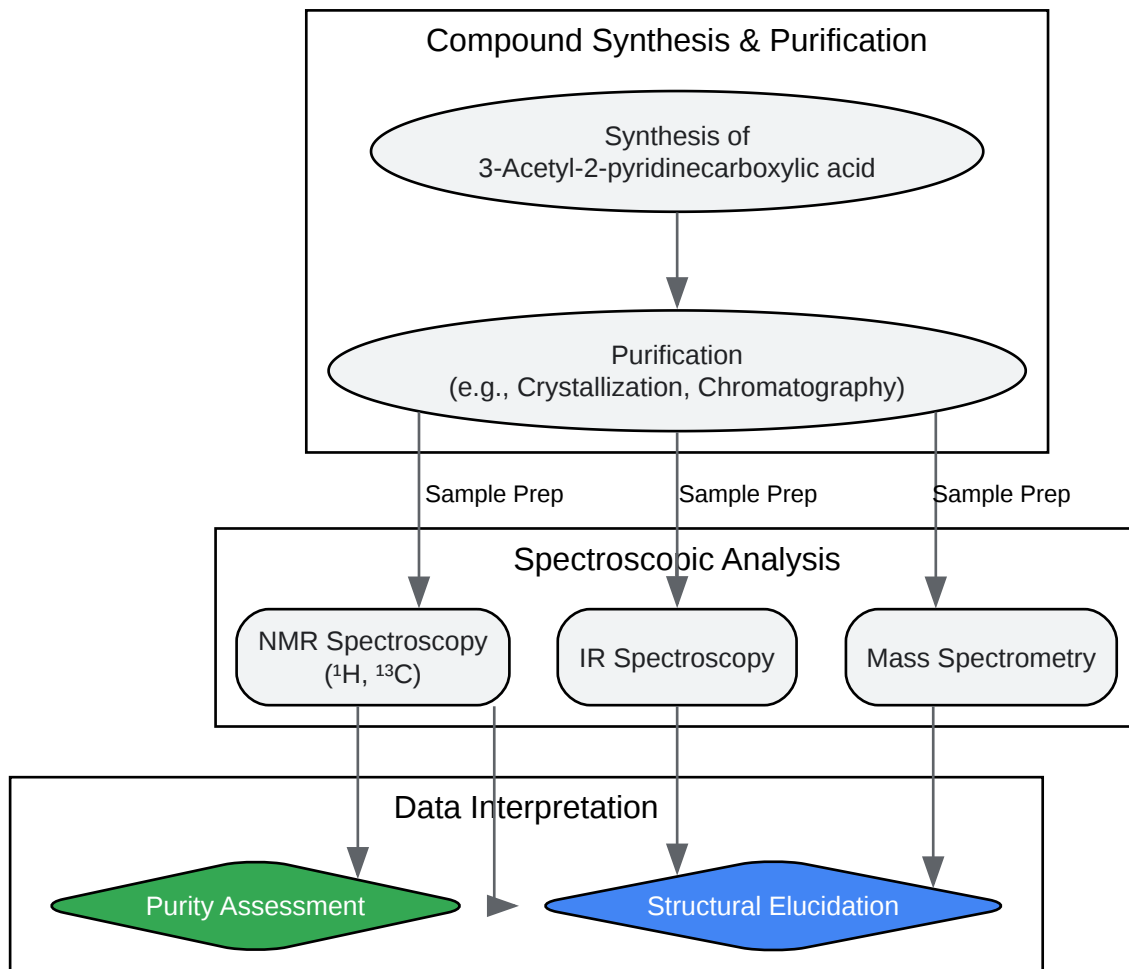 Compound Synthesis & Purification
Synthesis of
3-Acetyl-2-pyridinecarboxylic acid
Purification
(e.g., Crystallization, Chromatography)
Sample Prep
Sample Prep
Sample Prep
Spectroscopic Analysis
NMR Spectroscopy
(¹H, ¹³C)
IR Spectroscopy
Mass Spectrometry
Data Interpretation
Purity Assessment
Structural Elucidation